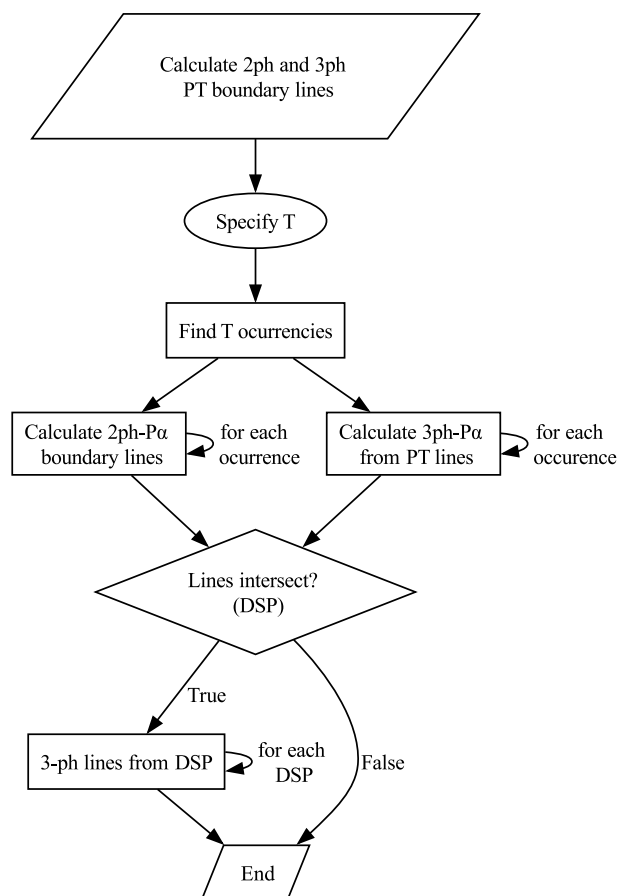 Calculate 2ph and 3ph
PT boundary lines
Specify T
Find T ocurrencies
Calculate 2ph-Pα
boundary lines
for each
ocurrence
Calculate 3ph-Pα
from PT lines
for each
occurence
Lines intersect?
(DSP)
True
False
3-ph lines from DSP
for each
DSP
End